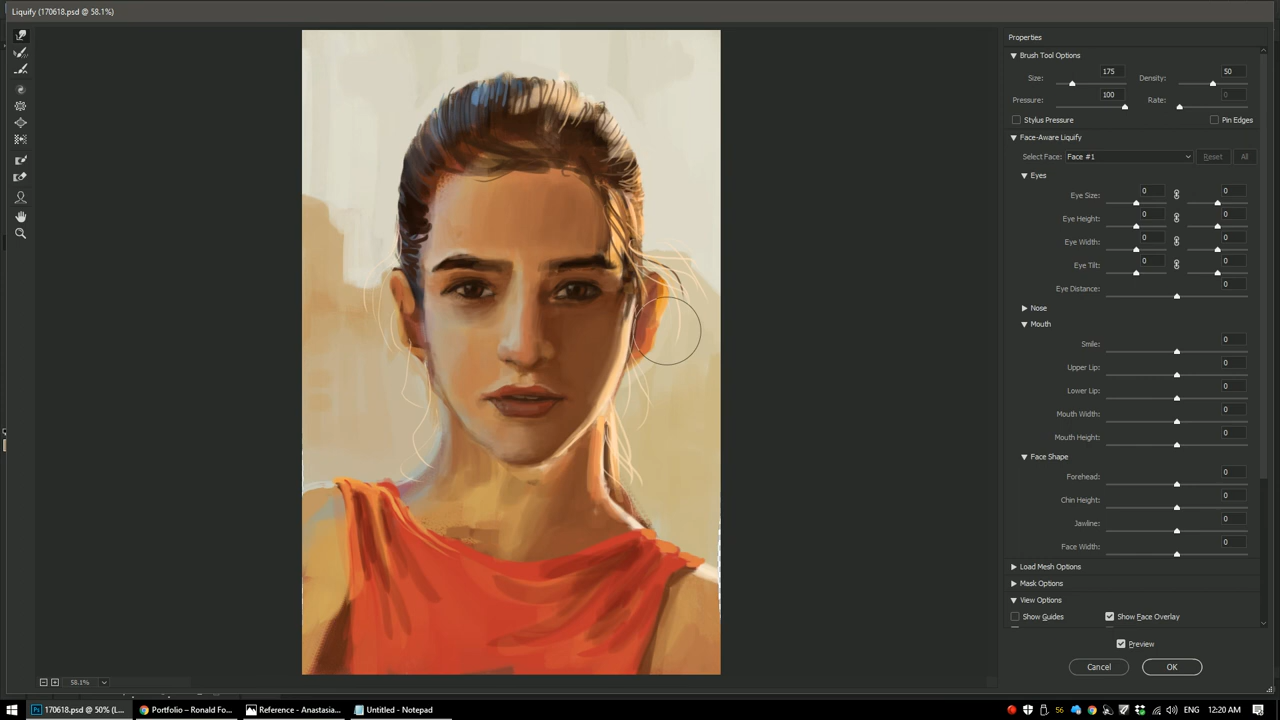 Liquify (170618.psd @ 58.1%)
Properties
Brush Tool Options
Size: 175 Density: 50
Pressure: 100 Rate: 0
Stylus Pressure Pin Edges
Face-Aware Liquify
Select Face: Face #1 Reset All
Eyes
Eye Size: 0 0
Eye Height: 0 0
Eye Width: 0 0
Eye Tilt: 0 0
Eye Distance: 0
Nose
Mouth
Smile: 0
Upper Lip: 0
Lower Lip: 0
Mouth Width: 0
Mouth Height: 0
Face Shape
Forehead: 0
Chin Height: 0
Jawline: 0
Face Width: 0
Load Mesh Options
Mask Options
View Options
Show Guides Show Face Overlay
Preview
Cancel OK
58.1%
Ps 170618.psd @ 50% (L... Portfolio – Ronald Fo... Reference - Anastasia... Untitled - Notepad 56 ENG 12:20 AM